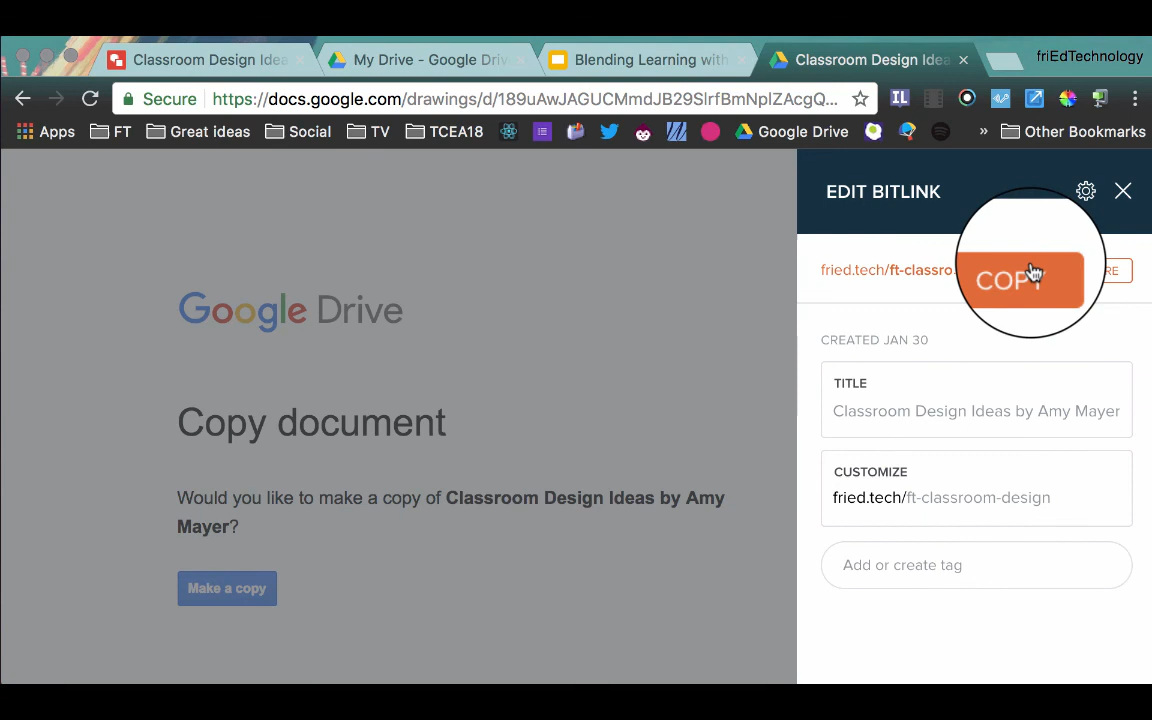 Classroom Design Idea
My Drive - Google Driv
Blending Learning with
Classroom Design Idea
friEdTechnology
Secure
https://docs.google.com/drawings/d/189uAwJAGUCMmdJB29SlrfBmNplZAcgQ...
IL
Apps
FT
Great ideas
Social
TV
TCEA18
Google Drive
»
Other Bookmarks
EDIT BITLINK
fried.tech/ft-classro
COPY
RE
CREATED JAN 30
TITLE
Classroom Design Ideas by Amy Mayer
CUSTOMIZE
fried.tech/ft-classroom-design
Add or create tag
Google Drive
Copy document
Would you like to make a copy of Classroom Design Ideas by Amy
Mayer?
Make a copy